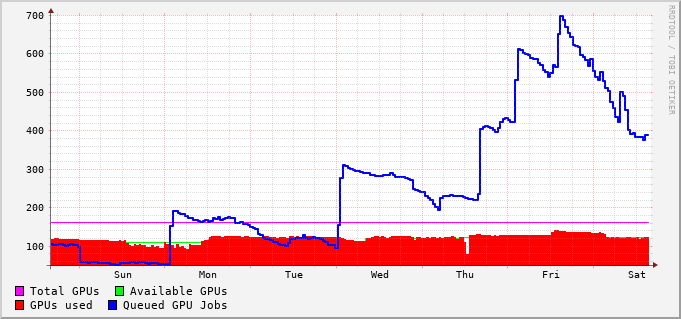 700
600
500
400
300
200
100
Sun Mon Tue Wed Thu Fri Sat
Total GPUs Available GPUs
GPUs used Queued GPU Jobs
RRDTOOL / TOBI OETIKER